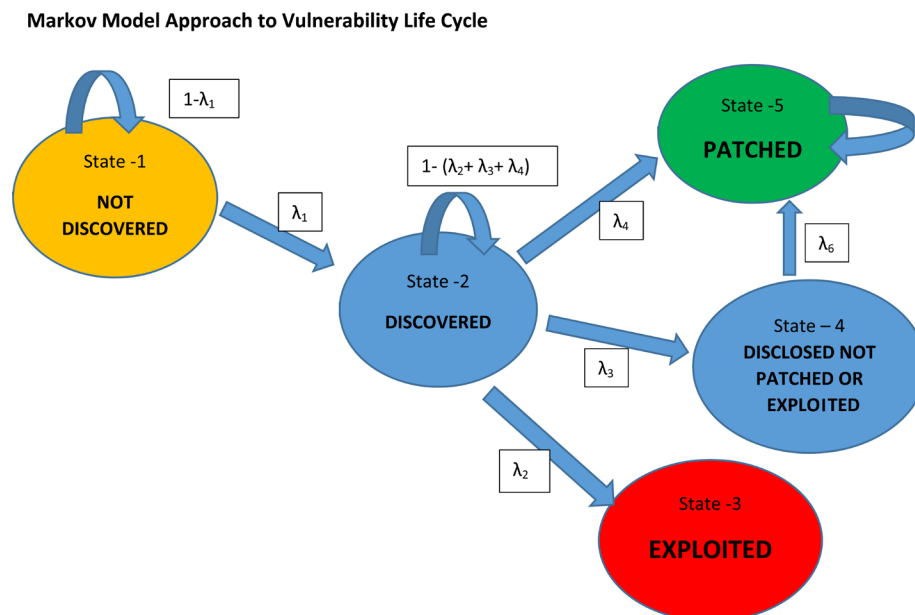 Markov Model Approach to Vulnerability Life Cycle
1-λ₁
State -1
NOT
DISCOVERED
λ₁
1- (λ₂+ λ₃+ λ₄)
State -2
DISCOVERED
State -5
PATCHED
λ₄
λ₆
State – 4
DISCLOSED NOT
PATCHED OR
EXPLOITED
λ₃
λ₂
State -3
EXPLOITED